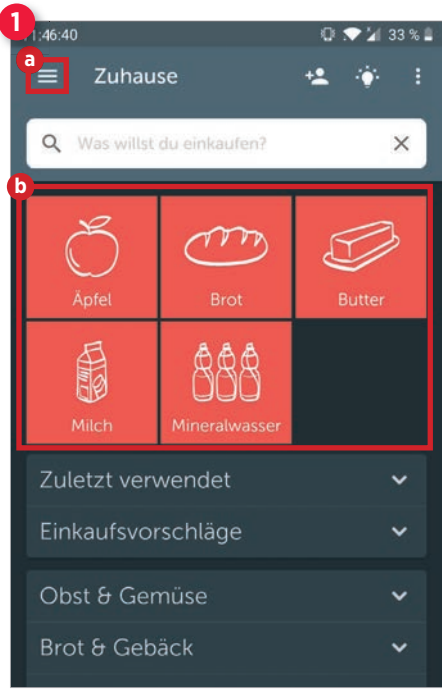 1
11:46:40 33 %
a
Zuhause
Was willst du einkaufen?
b
Äpfel Brot Butter
Milch Mineralwasser
Zuletzt verwendet
Einkaufsvorschläge
Obst & Gemüse
Brot & Gebäck